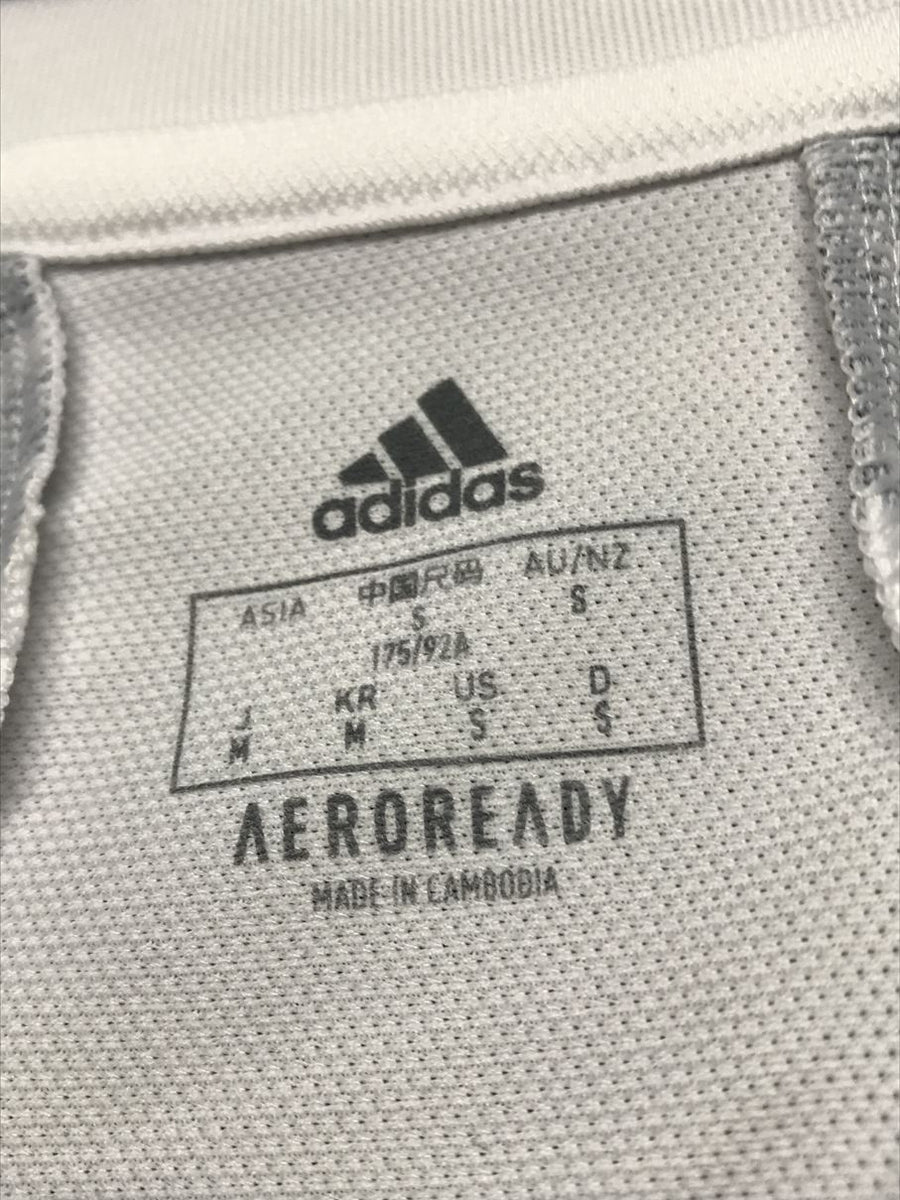 adidas
ASIA 中国尺码 AU/NZ
S S
175/92A
J KR US D
M M S S
AEROREADY
MADE IN CAMBODIA